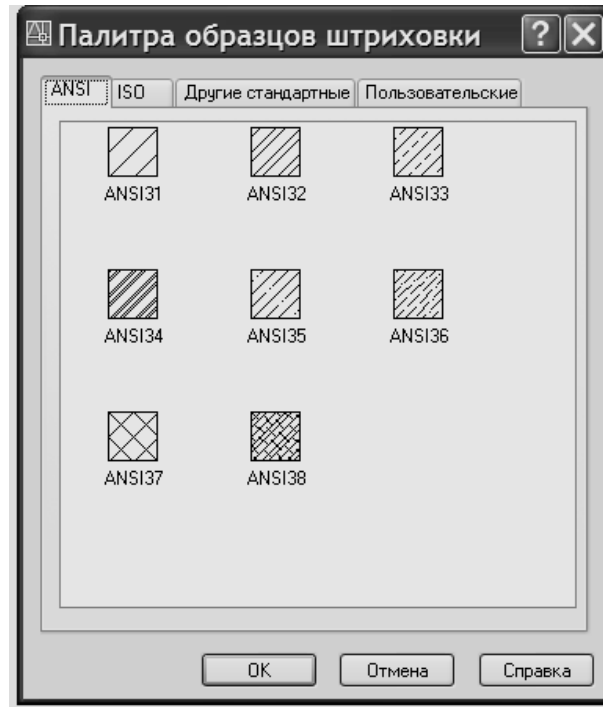 Палитра образцов штриховки
ANSI ISO Другие стандартные Пользовательские
ANSI31 ANSI32 ANSI33
ANSI34 ANSI35 ANSI36
ANSI37 ANSI38
OK Отмена Справка